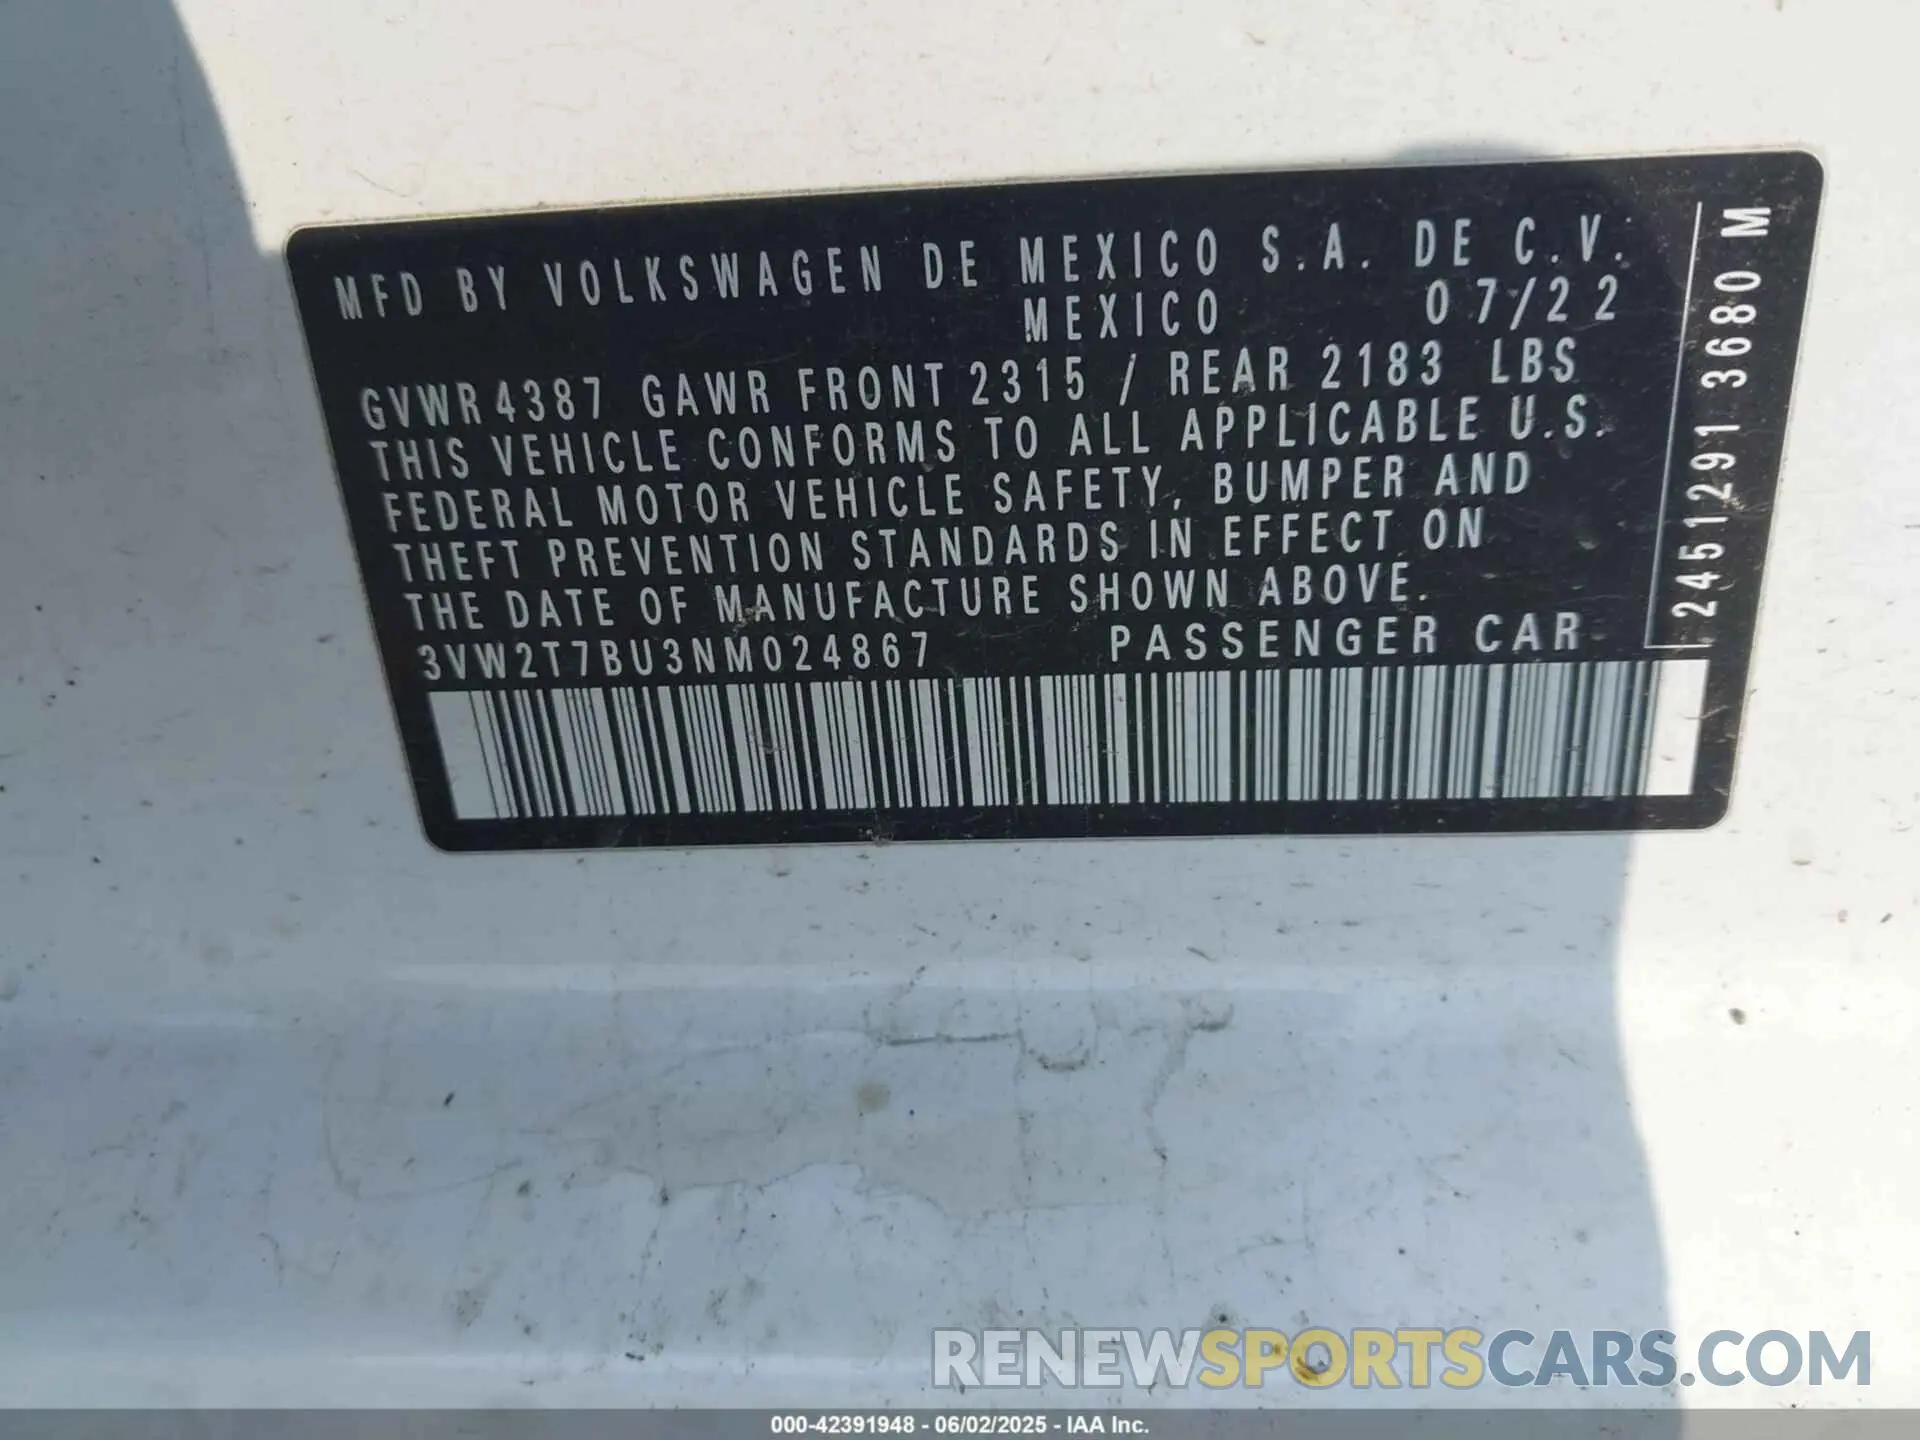 MFD BY VOLKSWAGEN DE MEXICO S.A. DE C.V.
MEXICO 07/22
GVWR 4387 GAWR FRONT 2315 / REAR 2183 LBS
THIS VEHICLE CONFORMS TO ALL APPLICABLE U.S.
FEDERAL MOTOR VEHICLE SAFETY, BUMPER AND
THEFT PREVENTION STANDARDS IN EFFECT ON
THE DATE OF MANUFACTURE SHOWN ABOVE.
3VW2T7BU3NM024867 PASSENGER CAR
2451291 3680 M
RENEWSPORTSCARS.COM
000-42391948 - 06/02/2025 - IAA Inc.